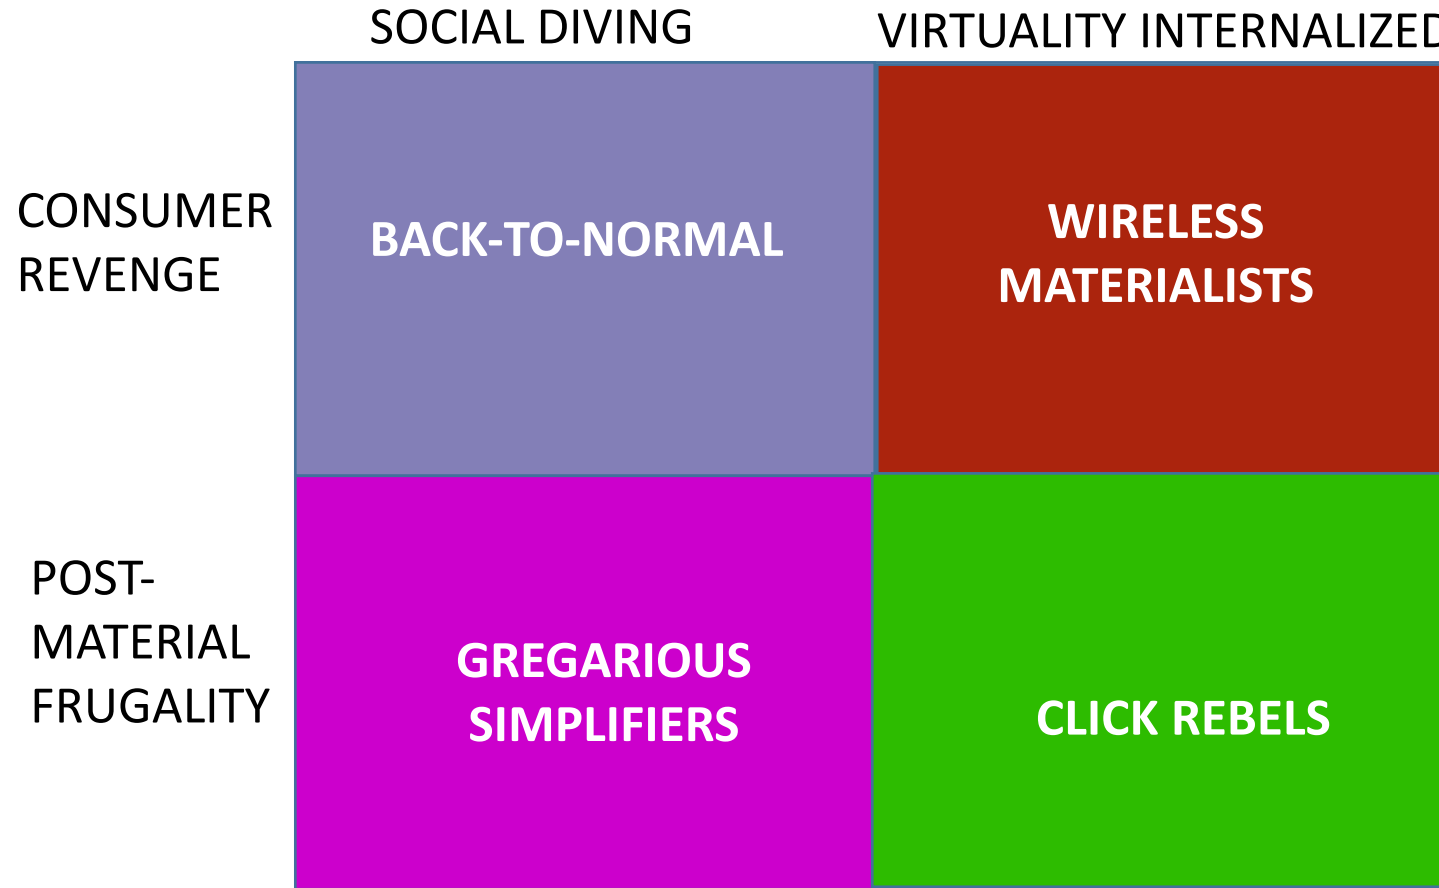 SOCIAL DIVING
VIRTUALITY INTERNALIZED
CONSUMER
REVENGE
BACK-TO-NORMAL
WIRELESS
MATERIALISTS
POST-
MATERIAL
FRUGALITY
GREGARIOUS
SIMPLIFIERS
CLICK REBELS